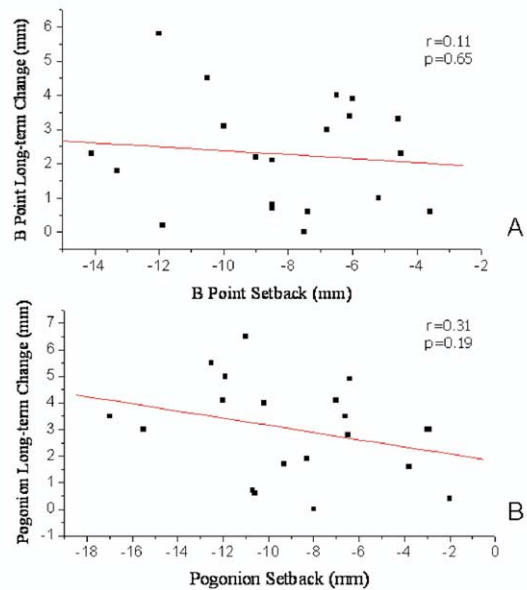 B Point Long-term Change (mm)
6
5
4
3
2
1
0
r=0.11
p=0.65
-14 -12 -10 -8 -6 -4 -2
B Point Setback (mm)
A
Pogonion Long-term Change (mm)
7
6
5
4
3
2
1
0
-1
r=0.31
p=0.19
-18 -16 -14 -12 -10 -8 -6 -4 -2 0
Pogonion Setback (mm)
B